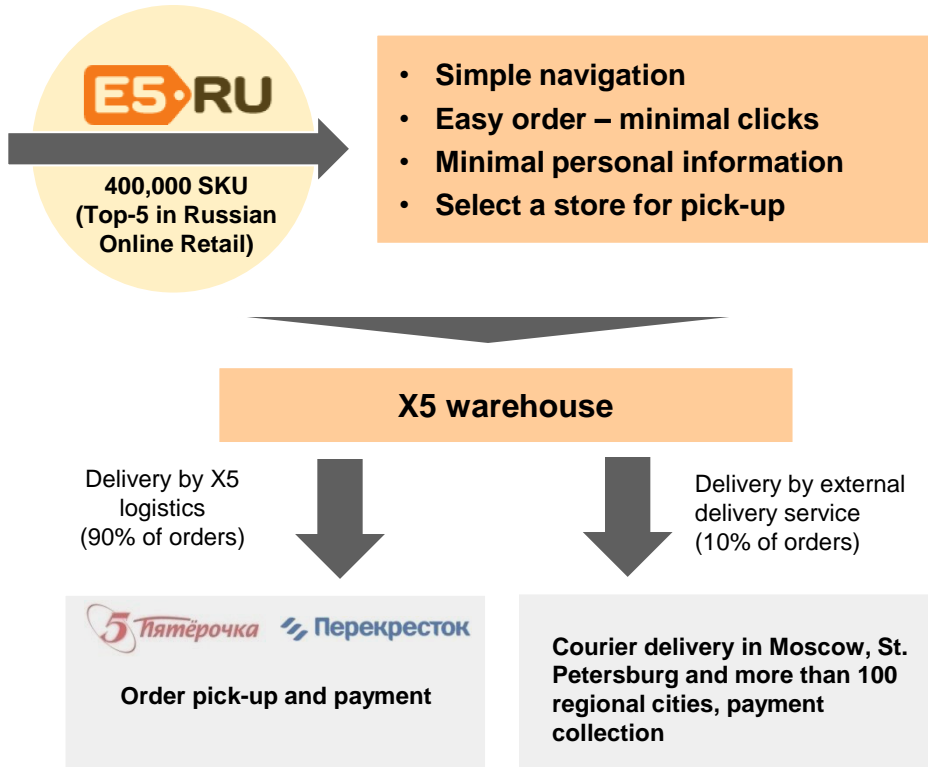 E5.RU
400,000 SKU
(Top-5 in Russian
Online Retail)
• Simple navigation
• Easy order – minimal clicks
• Minimal personal information
• Select a store for pick-up
X5 warehouse
Delivery by X5
logistics
(90% of orders)
Delivery by external
delivery service
(10% of orders)
5 Пятёрочка
Перекресток
Order pick-up and payment
Courier delivery in Moscow, St.
Petersburg and more than 100
regional cities, payment
collection